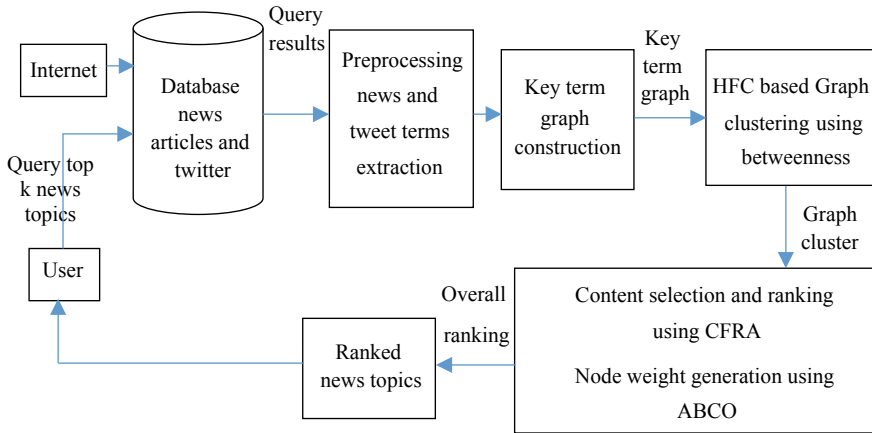 Internet
Database
news
articles and
twitter
Query
results
Preprocessing
news and
tweet terms
extraction
Key term
graph
construction
Key
term
graph
HFC based Graph
clustering using
betweenness
Graph
cluster
Content selection and ranking
using CFRA
Node weight generation using
ABCO
Overall
ranking
Ranked
news topics
User
Query top
k news
topics